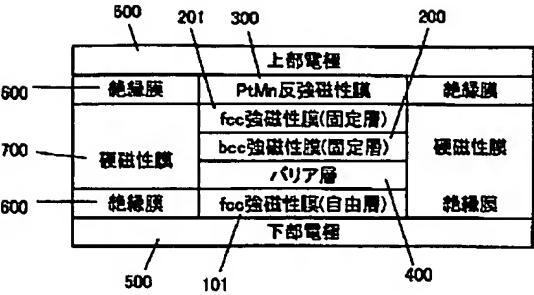 500 201 300 200
上部電極
600 絶縁膜 PtMn反強磁性膜 絶縁膜
fcc強磁性膜(固定層)
700 硬磁性膜 bcc強磁性膜(固定層) 硬磁性膜
バリア層
600 絶縁膜 fcc強磁性膜(自由層) 絶縁膜
下部電極
500 101 400